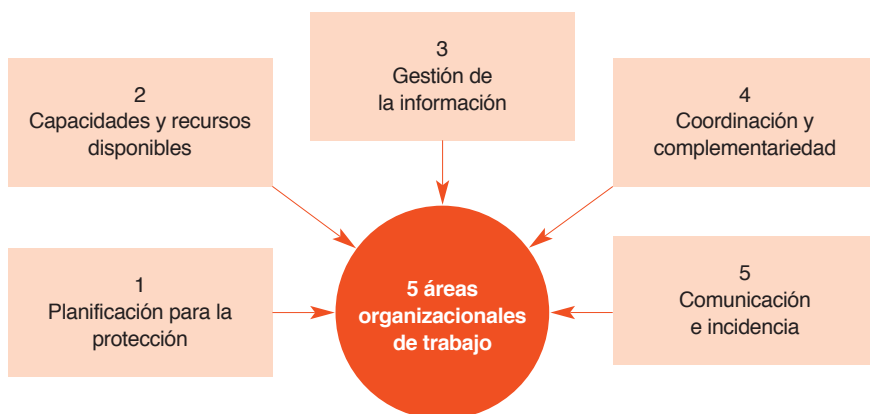 1
Planificación para la
protección
2
Capacidades y recursos
disponibles
3
Gestión de
la información
4
Coordinación y
complementariedad
5
Comunicación
e incidencia
5 áreas
organizacionales
de trabajo